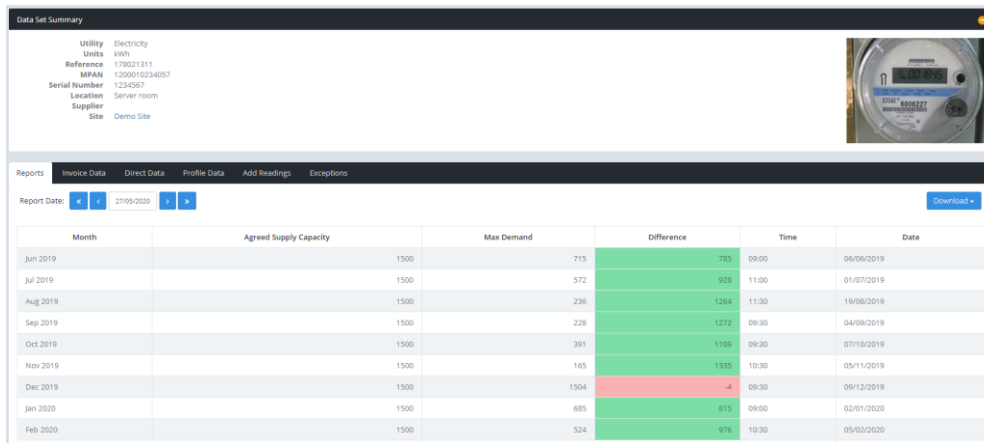 Data Set Summary
Utility Electricity
Units kWh
Reference 178021311
MPAN 1200010234057
Serial Number 1234567
Location Server room
Supplier
Site Demo Site
6006227
Reports Invoice Data Direct Data Profile Data Add Readings Exceptions
Report Date: « ‹ 27/05/2020 › » Download
Month Agreed Supply Capacity Max Demand Difference Time Date
Jun 2019 1500 715 785 09:00 06/06/2019
Jul 2019 1500 572 928 11:00 01/07/2019
Aug 2019 1500 236 1264 11:30 19/08/2019
Sep 2019 1500 228 1272 09:30 04/09/2019
Oct 2019 1500 391 1109 09:30 07/10/2019
Nov 2019 1500 165 1335 10:30 05/11/2019
Dec 2019 1500 1504 -4 09:30 09/12/2019
Jan 2020 1500 685 815 09:00 02/01/2020
Feb 2020 1500 524 976 10:30 05/02/2020